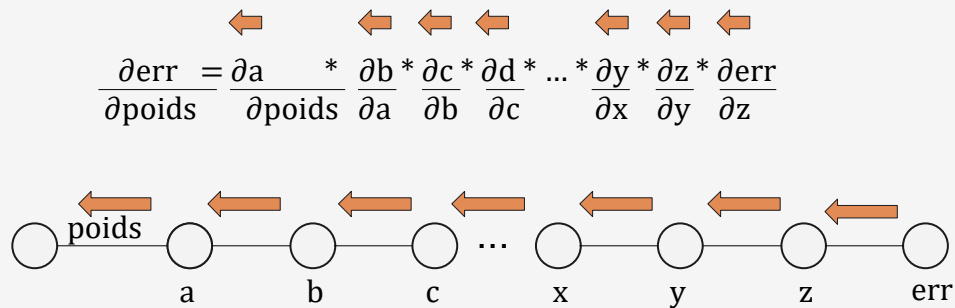 ∂err = ∂a * ∂b * ∂c * ∂d * ... * ∂y * ∂z * ∂err
∂poids ∂poids ∂a ∂b ∂c ∂x ∂y ∂z
poids
...
a b c x y z err